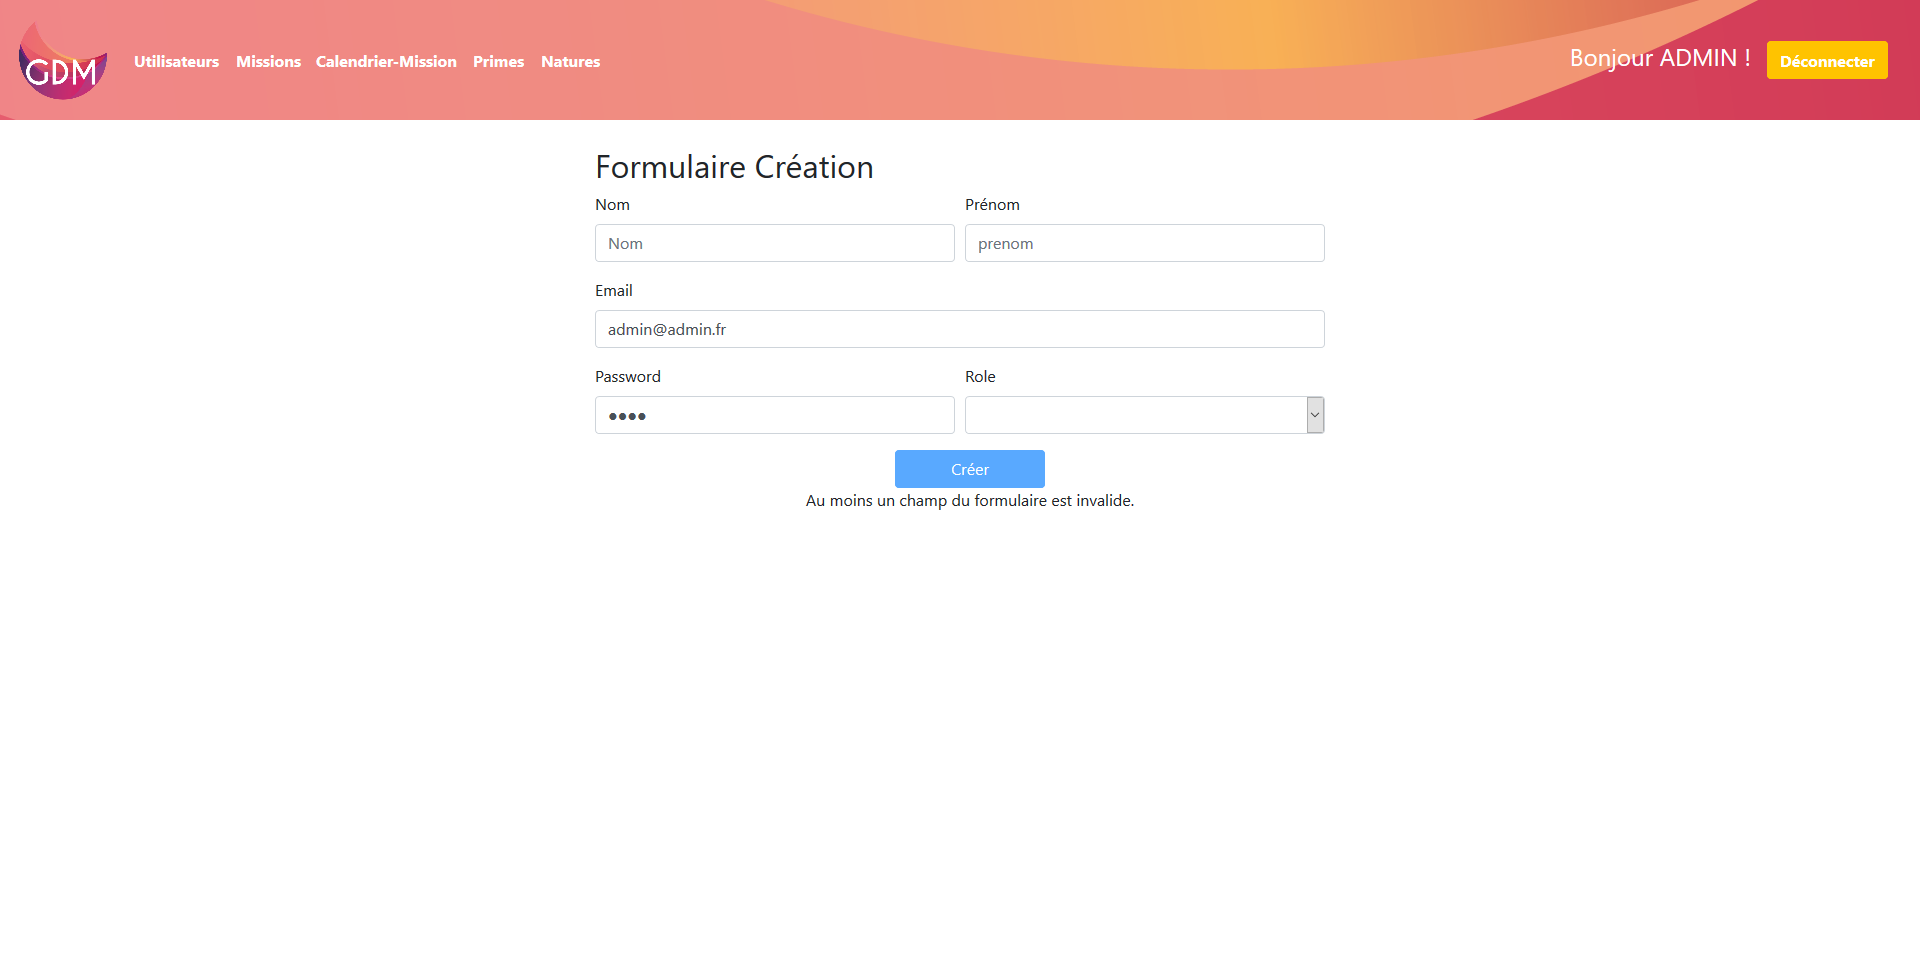 GDM
Utilisateurs Missions Calendrier-Mission Primes Natures
Bonjour ADMIN ! Déconnecter
Formulaire Création
Nom Prénom
Nom prenom
Email
admin@admin.fr
Password Role
●●●●
Créer
Au moins un champ du formulaire est invalide.